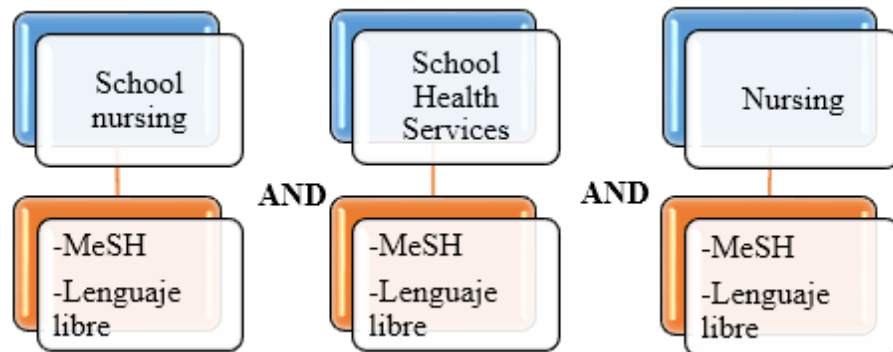 School
nursing
School
Health
Services
Nursing
AND
AND
-MeSH
-Lenguaje
libre
-MeSH
-Lenguaje
libre
-MeSH
-Lenguaje
libre